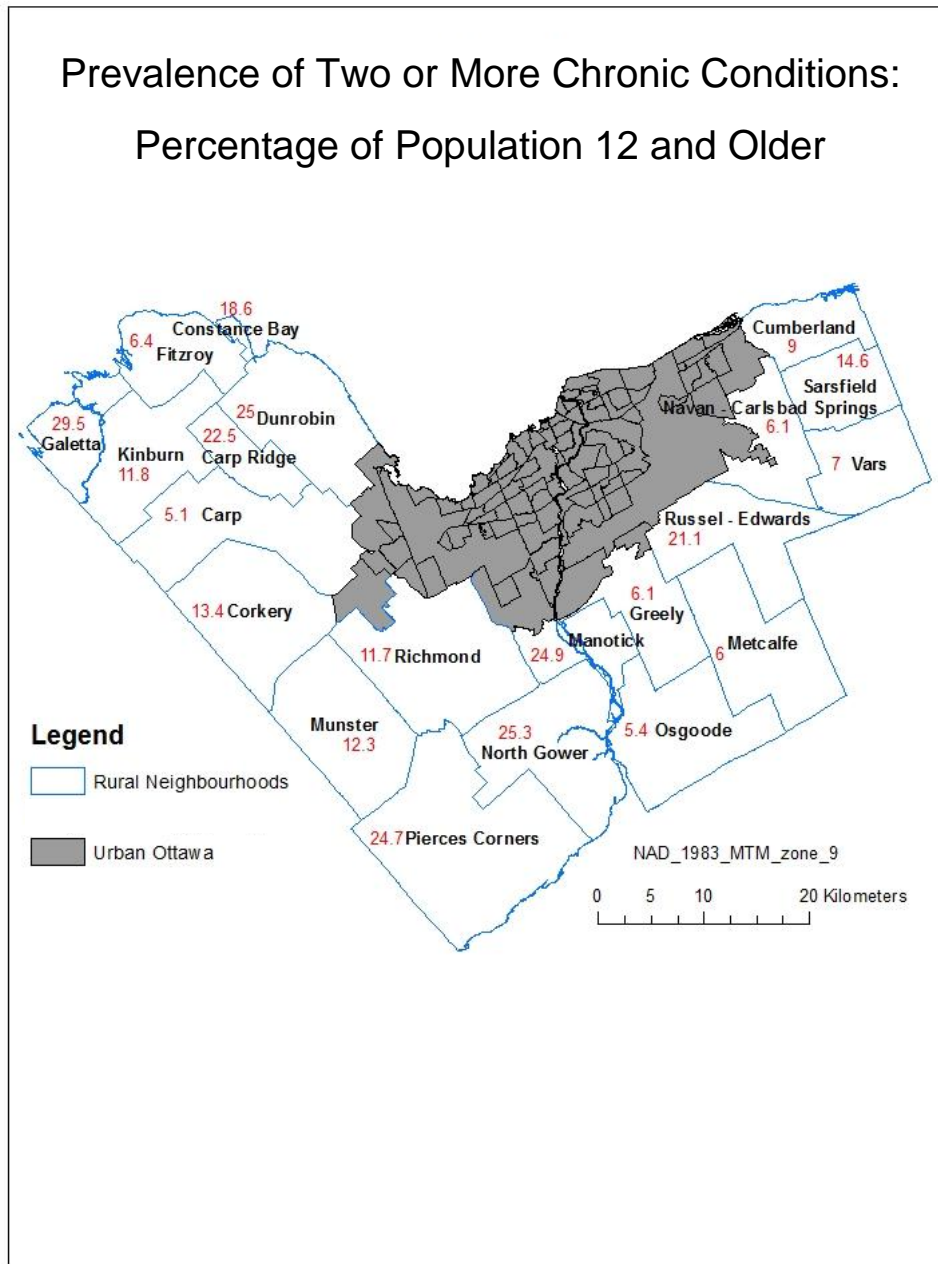 Prevalence of Two or More Chronic Conditions:
Percentage of Population 12 and Older
18.6
Constance Bay
6.4
Fitzroy
Cumberland
9
14.6
Sarsfield
29.5
Galetta
25 Dunrobin
22.5
Carp Ridge
Kinburn
11.8
Navan - Carlsbad Springs
6.1
7 Vars
5.1 Carp
Russel - Edwards
21.1
13.4 Corkery
6.1
Greely
11.7 Richmond
24.9
Manotick
6 Metcalfe
Munster
12.3
25.3
North Gower
5.4 Osgoode
24.7 Pierces Corners
Legend
Rural Neighbourhoods
Urban Ottawa
NAD_1983_MTM_zone_9
0 5 10 20 Kilometers